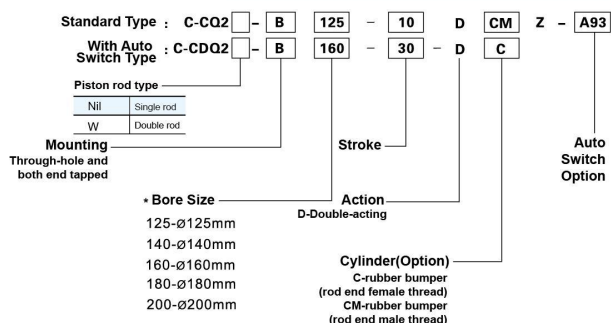 Standard Type : C-CQ2 - B 125 - 10 D CM Z - A93
With Auto
Switch Type : C-CDQ2 - B 160 - 30 - D C
Piston rod type
Nil Single rod
W Double rod
Mounting
Through-hole and
both end tapped
Stroke
Auto
Switch
Option
* Bore Size
125-Ø125mm
140-Ø140mm
160-Ø160mm
180-Ø180mm
200-Ø200mm
Action
D-Double-acting
Cylinder(Option)
C-rubber bumper
(rod end female thread)
CM-rubber bumper
(rod end male thread)